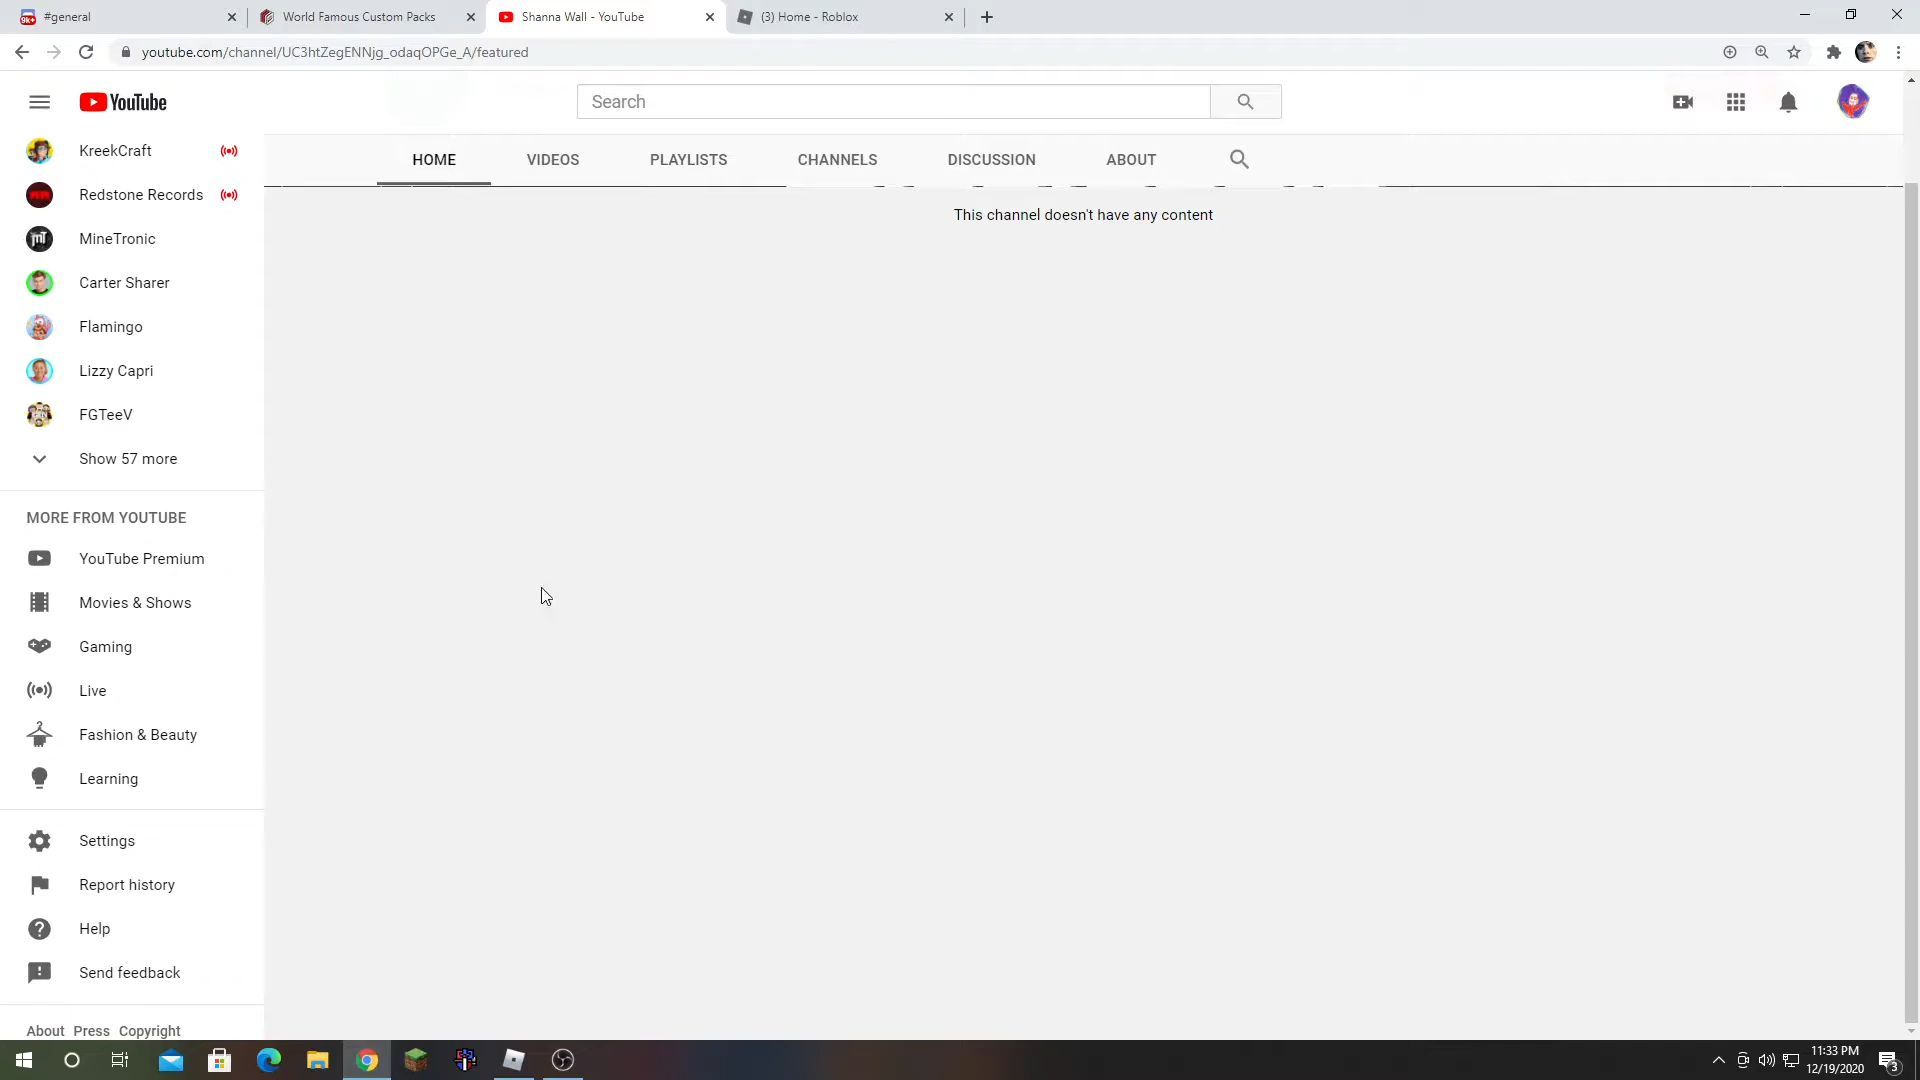 #general
World Famous Custom Packs
Shanna Wall - YouTube
(3) Home - Roblox
youtube.com/channel/UC3htZegENNjg_odaqOPGe_A/featured
YouTube
Search
KreekCraft
Redstone Records
MineTronic
Carter Sharer
Flamingo
Lizzy Capri
FGTeeV
Show 57 more
MORE FROM YOUTUBE
YouTube Premium
Movies & Shows
Gaming
Live
Fashion & Beauty
Learning
Settings
Report history
Help
Send feedback
About Press Copyright
HOME VIDEOS PLAYLISTS CHANNELS DISCUSSION ABOUT
This channel doesn't have any content
11:33 PM
12/19/2020
3